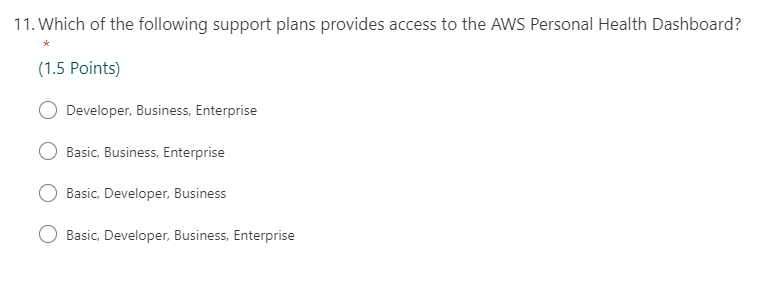 11. Which of the following support plans provides access to the AWS Personal Health Dashboard?
*
(1.5 Points)
Developer, Business, Enterprise
Basic, Business, Enterprise
Basic, Developer, Business
Basic, Developer, Business, Enterprise